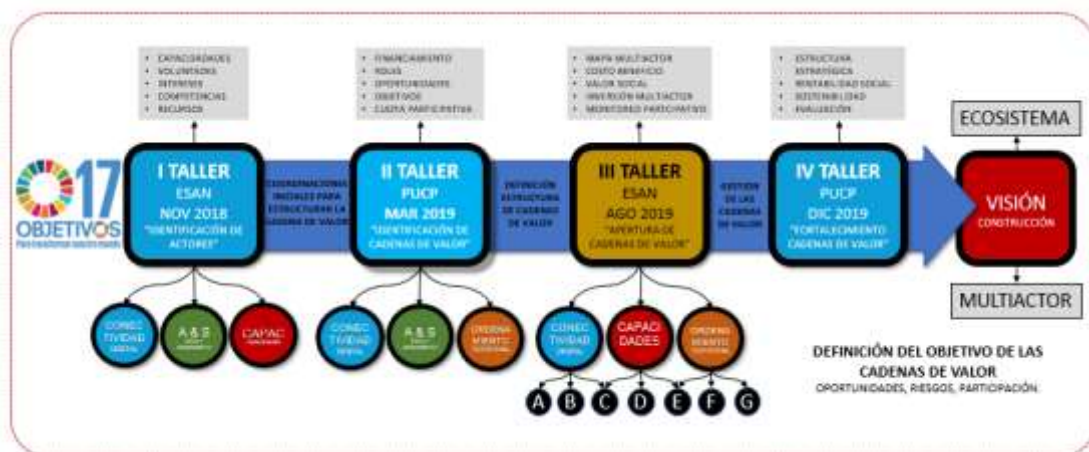 • CAPACIDADES
• VOLUNTADES
• INTERESES
• COMPETENCIAS
• RECURSOS
• FINANCIAMIENTO
• ROLES
• OPORTUNIDADES
• OBJETIVOS
• CUOTA PARTICIPATIVA
• MAPA MULTIACTOR
• COSTO BENEFICIO
• VALOR SOCIAL
• INVERSIÓN MULTIACTOR
• MONITOREO PARTICIPATIVO
• ESTRUCTURA
ESTRATÉGICA
• RENTABILIDAD SOCIAL
• SOSTENIBILIDAD
• EVALUACIÓN
17
OBJETIVOS
I TALLER
ESAN
NOV 2018
"IDENTIFICACIÓN DE
ACTORES"
COORDINACIONES
INICIALES PARA
ESTRUCTURAR LA
CADENA DE VALOR
II TALLER
PUCP
MAR 2019
"IDENTIFICACIÓN DE
CADENAS DE VALOR"
DEFINICIÓN
ESTRUCTURA
DE CADENAS
DE VALOR
III TALLER
ESAN
AGO 2019
"APERTURA DE
CADENAS DE VALOR"
GESTIÓN
DE LAS
CADENAS
DE VALOR
IV TALLER
PUCP
DIC 2019
"FORTALECIMIENTO
CADENAS DE VALOR"
ECOSISTEMA
VISIÓN
CONSTRUCCIÓN
MULTIACTOR
CONEC
TIVIDAD
A & S
CAPAC
CONEC
TIVIDAD
A & S
ORDENA
MIENTO
CONEC
TIVIDAD
CAPACI
DADES
ORDENA
MIENTO
A B C D E F G
DEFINICIÓN DEL OBJETIVO DE LAS
CADENAS DE VALOR
OPORTUNIDADES, RIESGOS, PARTICIPACIÓN.